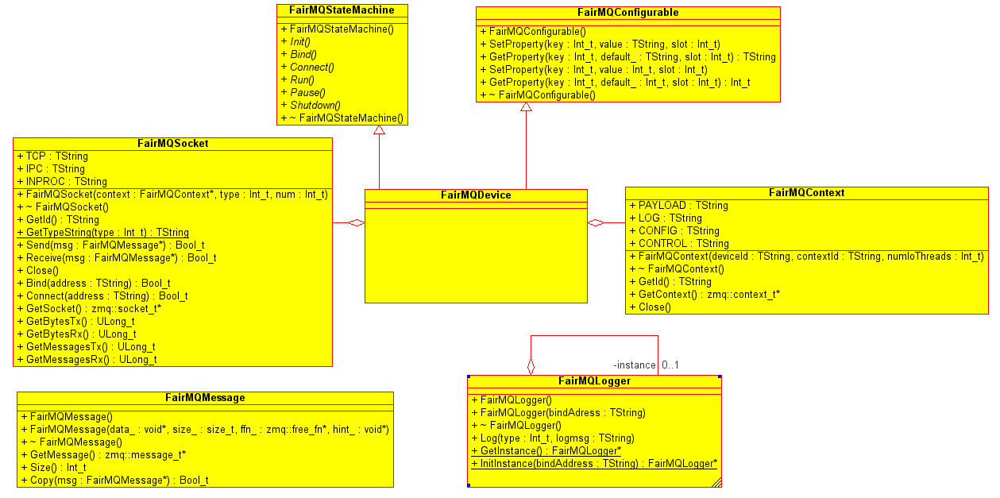 FairMQStateMachine
+ FairMQStateMachine()
+ Init()
+ Bind()
+ Connect()
+ Run()
+ Pause()
+ Shutdown()
+ ~ FairMQStateMachine()
FairMQConfigurable
+ FairMQConfigurable()
+ SetProperty(key : Int_t, value : TString, slot : Int_t)
+ GetProperty(key : Int_t, default_ : TString, slot : Int_t) : TString
+ SetProperty(key : Int_t, value : Int_t, slot : Int_t)
+ GetProperty(key : Int_t, default_ : Int_t, slot : Int_t) : Int_t
+ ~ FairMQConfigurable()
FairMQSocket
+ TCP : TString
+ IPC : TString
+ INPROC : TString
+ FairMQSocket(context : FairMQContext*, type : Int_t, num : Int_t)
+ ~ FairMQSocket()
+ GetId() : TString
+ GetTypeString(type : Int_t) : TString
+ Send(msg : FairMQMessage*) : Bool_t
+ Receive(msg : FairMQMessage*) : Bool_t
+ Close()
+ Bind(address : TString) : Bool_t
+ Connect(address : TString) : Bool_t
+ GetSocket() : zmq::socket_t*
+ GetBytesTx() : ULong_t
+ GetBytesRx() : ULong_t
+ GetMessagesTx() : ULong_t
+ GetMessagesRx() : ULong_t
FairMQDevice
FairMQContext
+ PAYLOAD : TString
+ LOG : TString
+ CONFIG : TString
+ CONTROL : TString
+ FairMQContext(deviceId : TString, contextId : TString, numIoThreads : Int_t)
+ ~ FairMQContext()
+ GetId() : TString
+ GetContext() : zmq::context_t*
+ Close()
FairMQMessage
+ FairMQMessage()
+ FairMQMessage(data_ : void*, size_ : size_t, ffn_ : zmq::free_fn*, hint_ : void*)
+ ~ FairMQMessage()
+ GetMessage() : zmq::message_t*
+ Size() : Int_t
+ Copy(msg : FairMQMessage*) : Bool_t
-instance 0..1
FairMQLogger
+ FairMQLogger()
+ FairMQLogger(bindAdress : TString)
+ ~ FairMQLogger()
+ Log(type : Int_t, logmsg : TString)
+ GetInstance() : FairMQLogger*
+ InitInstance(bindAddress : TString) : FairMQLogger*